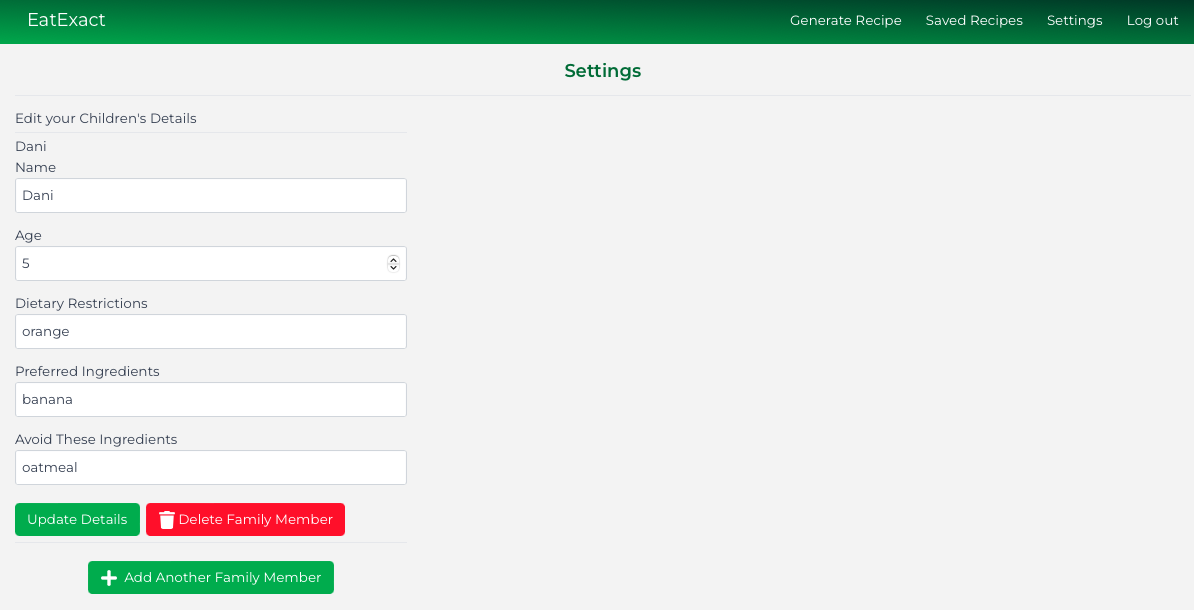 EatExact Generate Recipe Saved Recipes Settings Log out
Settings
Edit your Children's Details
Dani
Name
Dani
Age
5
Dietary Restrictions
orange
Preferred Ingredients
banana
Avoid These Ingredients
oatmeal
Update Details Delete Family Member
Add Another Family Member